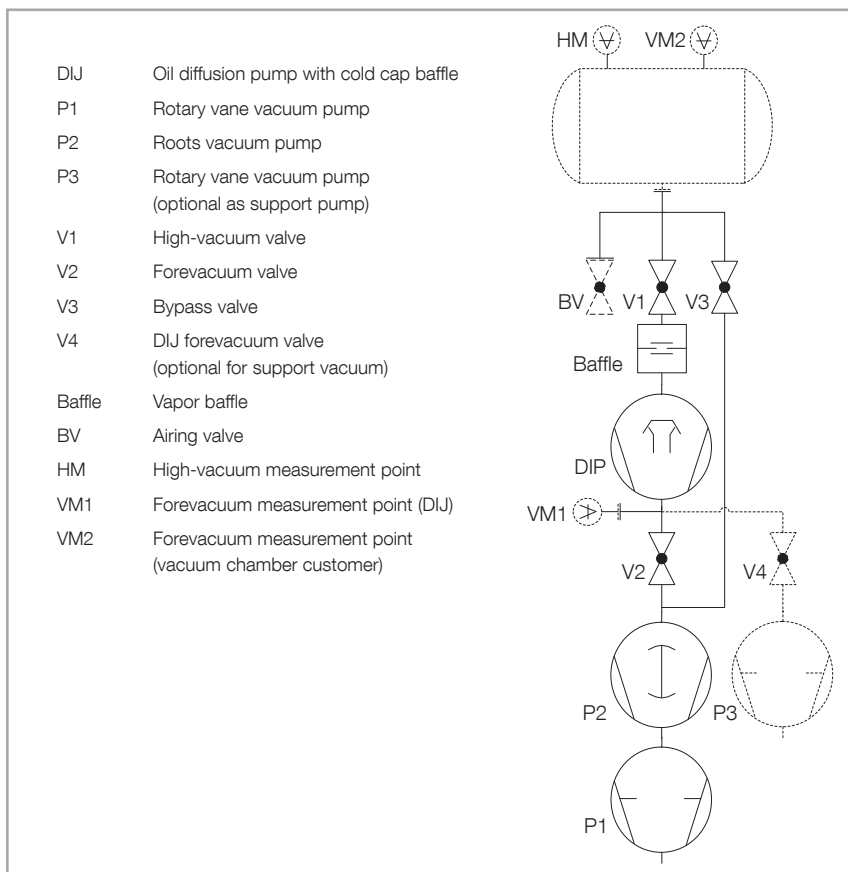 DIJ Oil diffusion pump with cold cap baffle
P1 Rotary vane vacuum pump
P2 Roots vacuum pump
P3 Rotary vane vacuum pump
(optional as support pump)
V1 High-vacuum valve
V2 Forevacuum valve
V3 Bypass valve
V4 DIJ forevacuum valve
(optional for support vacuum)
Baffle Vapor baffle
BV Airing valve
HM High-vacuum measurement point
VM1 Forevacuum measurement point (DIJ)
VM2 Forevacuum measurement point
(vacuum chamber customer)
HM VM2
BV V1 V3
Baffle
DIP
VM1
V2 V4
P2 P3
P1